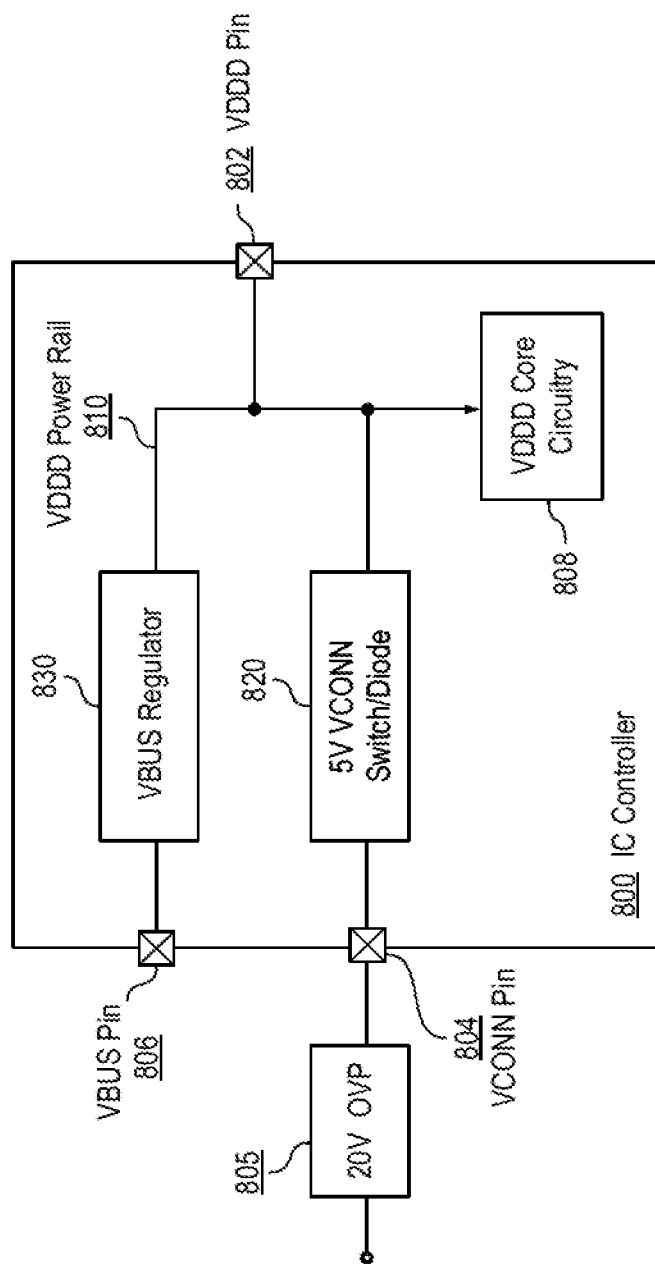 VDDD Power Rail
810
802 VDDD Pin
830
VBUS Regulator
VBUS Pin
806
820
5V VCONN
Switch/Diode
805
20V OVP
804
VCONN Pin
VDDD Core
Circuitry
808
800 IC Controller